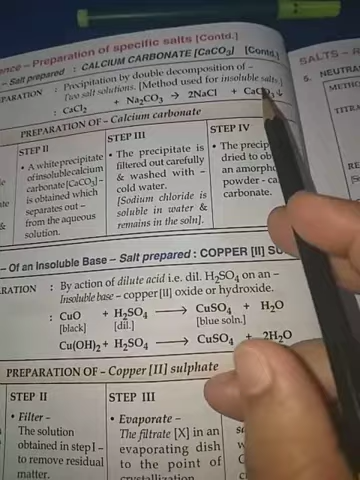 ence – Preparation of specific salts [Contd.]
– Salt prepared : CALCIUM CARBONATE [CaCO₃] [Contd.]
ARATION : Precipitation by double decomposition of –
Two salt solutions. [Method used for insoluble salts.]
: CaCl₂ + Na₂CO₃ → 2NaCl + CaCO₃↓
PREPARATION OF – Calcium carbonate
STEP II
• A white precipitate
of insoluble calcium
carbonate [CaCO₃] –
is obtained which
separates out –
from the aqueous
solution.
STEP III
• The precipitate is
filtered out carefully
& washed with –
cold water.
[Sodium chloride is
soluble in water &
remains in the soln].
STEP IV
The precip
dried to ob
an amorph
powder - ca
carbonate.
SALTS – R
5. NEUTRA
METHO
TITRA
– Of an Insoluble Base – Salt prepared : COPPER [II] SU
RATION : By action of dilute acid i.e. dil. H₂SO₄ on an –
Insoluble base – copper [II] oxide or hydroxide.
: CuO + H₂SO₄ ⟶ CuSO₄ + H₂O
[black] [dil.] [blue soln.]
Cu(OH)₂ + H₂SO₄ ⟶ CuSO₄ + 2H₂O
PREPARATION OF – Copper [II] sulphate
STEP II
• Filter –
The solution
obtained in step I –
to remove residual
matter.
STEP III
• Evaporate –
The filtrate [X] in an
evaporating dish
to the point of